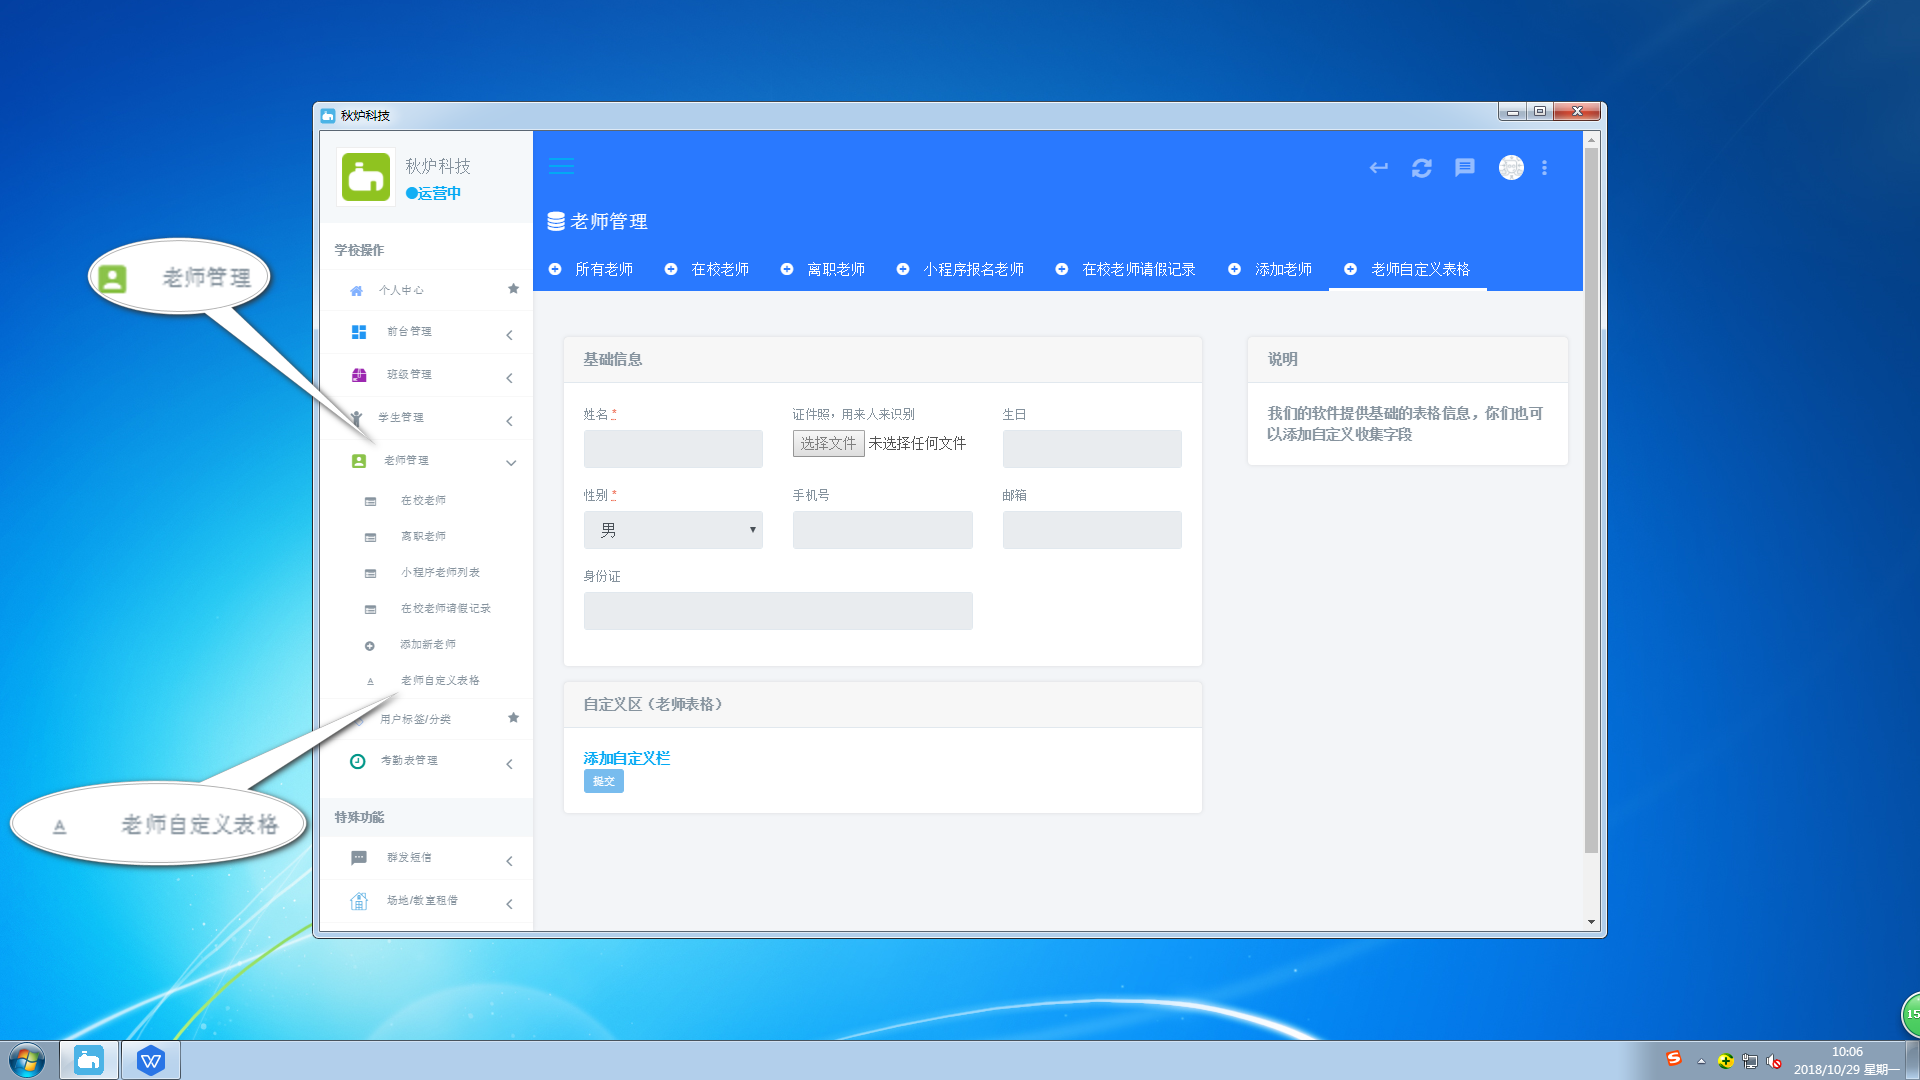 秋炉科技
秋炉科技
运营中
学校操作
个人中心
前台管理
班级管理
学生管理
老师管理
在校老师
离职老师
小程序老师列表
在校老师请假记录
添加新老师
老师自定义表格
用户标签/分类
考勤表管理
特殊功能
群发短信
场地/教室租借
老师管理
老师自定义表格
老师管理
所有老师 在校老师 离职老师 小程序报名老师 在校老师请假记录 添加老师 老师自定义表格
基础信息
姓名* 证件照，用来人来识别 生日
选择文件 未选择任何文件
性别* 手机号 邮箱
男
身份证
自定义区（老师表格）
添加自定义栏
提交
说明
我们的软件提供基础的表格信息，你们也可
以添加自定义收集字段
15
10:06
2018/10/29 星期一